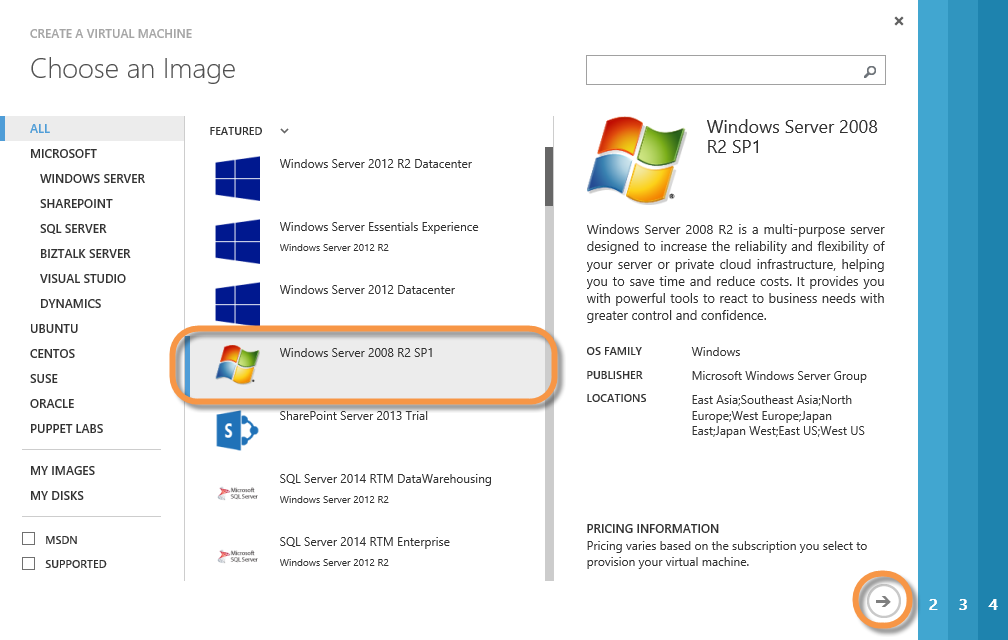 CREATE A VIRTUAL MACHINE
Choose an Image
ALL
MICROSOFT
WINDOWS SERVER
SHAREPOINT
SQL SERVER
BIZTALK SERVER
VISUAL STUDIO
DYNAMICS
UBUNTU
CENTOS
SUSE
ORACLE
PUPPET LABS
MY IMAGES
MY DISKS
MSDN
SUPPORTED
FEATURED
Windows Server 2012 R2 Datacenter
Windows Server Essentials Experience
Windows Server 2012 R2
Windows Server 2012 Datacenter
Windows Server 2008 R2 SP1
S
SharePoint Server 2013 Trial
Microsoft
SQL Server
SQL Server 2014 RTM DataWarehousing
Windows Server 2012 R2
Microsoft
SQL Server
SQL Server 2014 RTM Enterprise
Windows Server 2012 R2
Windows Server 2008
R2 SP1
Windows Server 2008 R2 is a multi-purpose server
designed to increase the reliability and flexibility of
your server or private cloud infrastructure, helping
you to save time and reduce costs. It provides you
with powerful tools to react to business needs with
greater control and confidence.
OS FAMILY Windows
PUBLISHER Microsoft Windows Server Group
LOCATIONS East Asia;Southeast Asia;North
Europe;West Europe;Japan
East;Japan West;East US;West US
PRICING INFORMATION
Pricing varies based on the subscription you select to
provision your virtual machine.
2 3 4